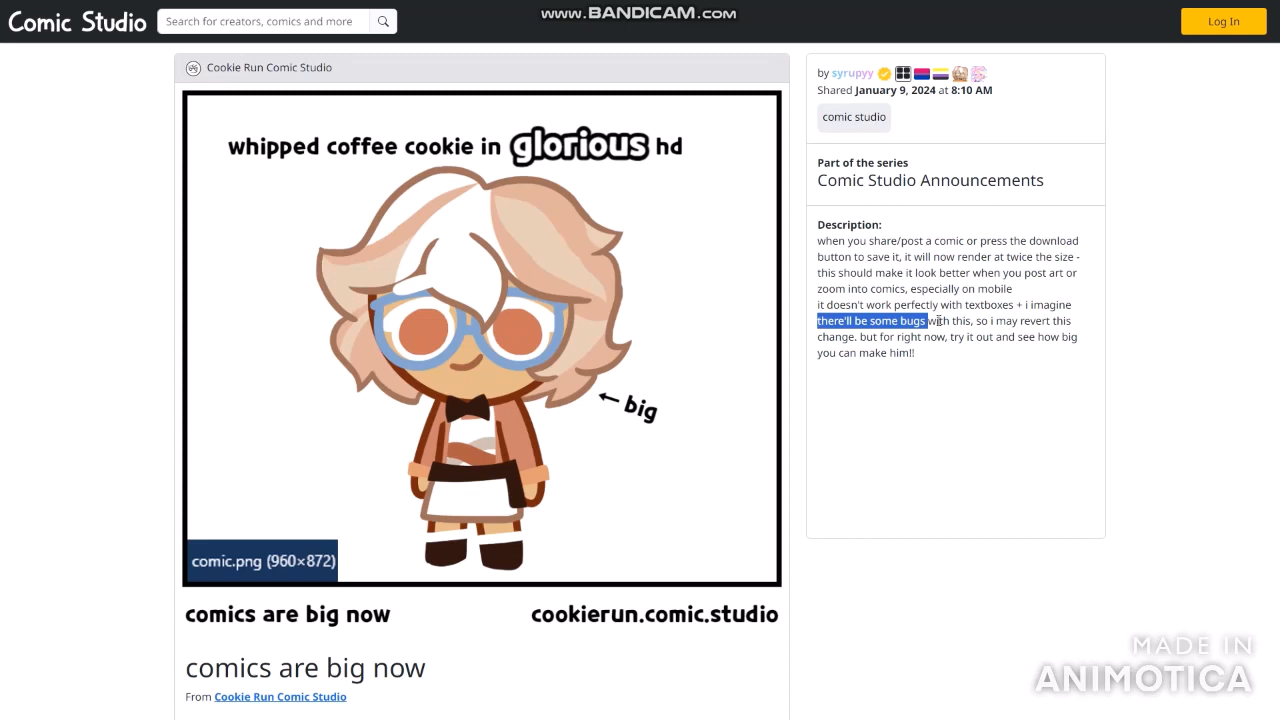 Comic Studio
Search for creators, comics and more
www.BANDICAM.com
Log In
Cookie Run Comic Studio
whipped coffee cookie in glorious hd
← big
comic.png (960×872)
comics are big now
cookierun.comic.studio
comics are big now
From Cookie Run Comic Studio
by syrupyy
Shared January 9, 2024 at 8:10 AM
comic studio
Part of the series
Comic Studio Announcements
Description:
when you share/post a comic or press the download
button to save it, it will now render at twice the size -
this should make it look better when you post art or
zoom into comics, especially on mobile
it doesn't work perfectly with textboxes + i imagine
there'll be some bugs with this, so i may revert this
change. but for right now, try it out and see how big
you can make him!!
MADE IN
ANIMOTICA